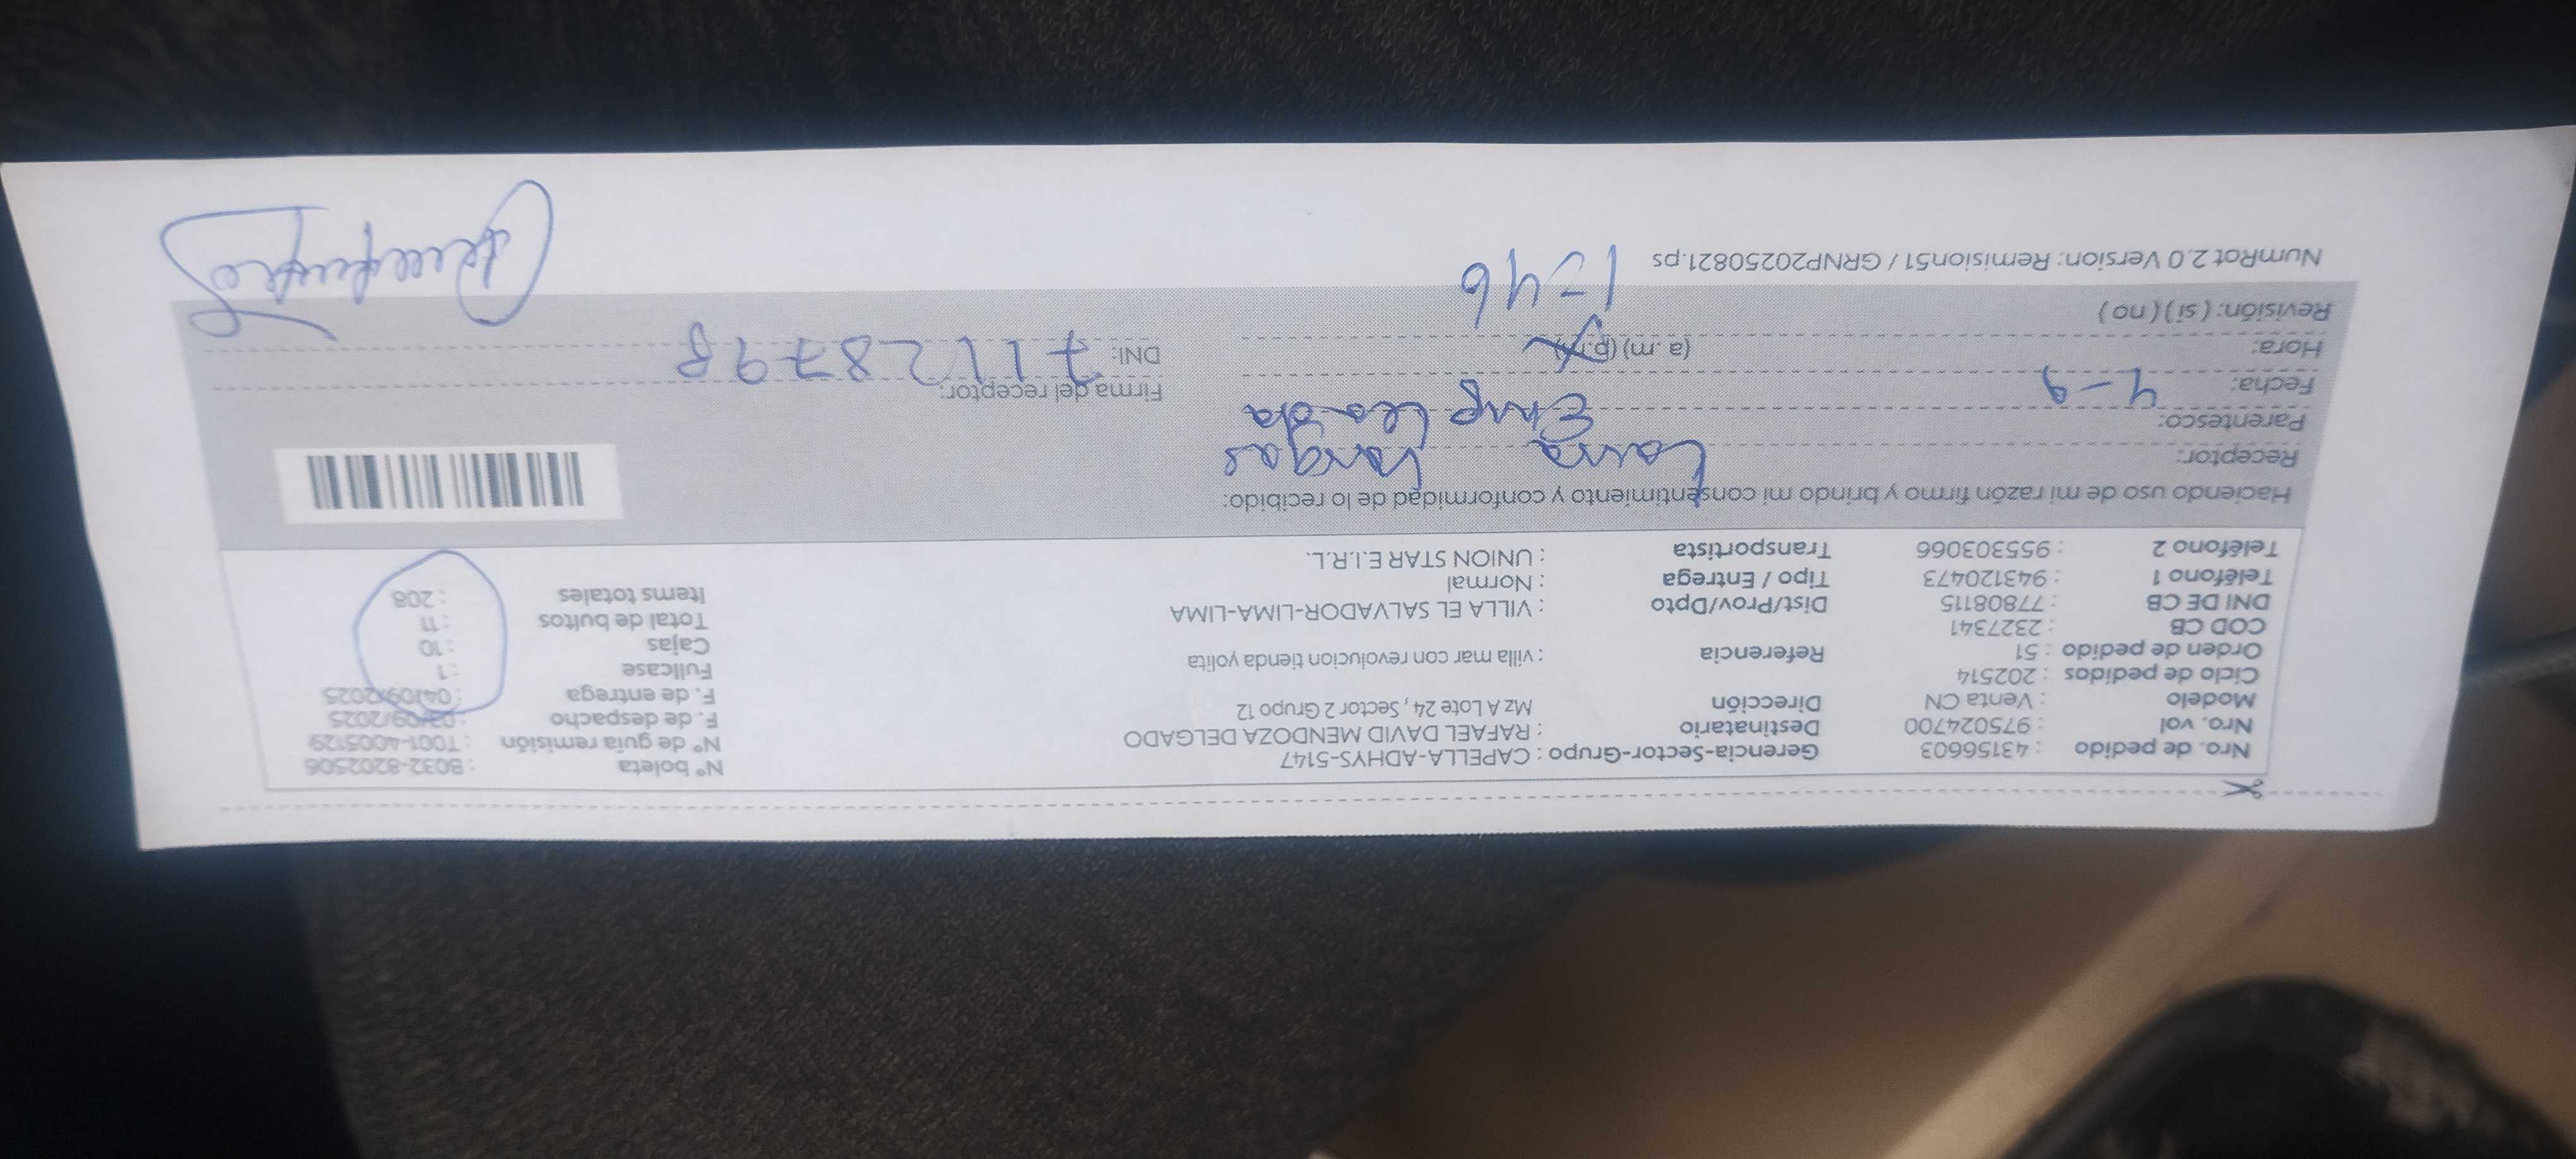 Nro. de pedido : 43156603
Nro. vol : 975024700
Modelo : Venta CN
Ciclo de pedidos : 202514
Orden de pedido : 51
COD CB : 2327341
DNI DE CB : 77808115
Teléfono 1 : 943120473
Teléfono 2 : 955303066
Gerencia-Sector-Grupo : CAPELLA-ADHYS-5147
Destinatario : RAFAEL DAVID MENDOZA DELGADO
Dirección Mz A Lote 24 , Sector 2 Grupo 12
Referencia : villa mar con revolucion tienda yolita
Dist/Prov/Dpto : VILLA EL SALVADOR-LIMA-LIMA
Tipo / Entrega : Normal
Transportista : UNION STAR E.I.R.L.
N° boleta : B032-8202506
N° de guía remisión : T001-4005129
F. de despacho : 03/09/2025
F. de entrega : 04/09/2025
Fullcase : 1
Cajas : 10
Total de bultos : 11
Items totales : 208
Haciendo uso de mi razón firmo y brindo mi consentimiento y conformidad de lo recibido:
Receptor: Laura Vargas
Parentesco: Empleada
Fecha: 4-9
Hora: (a .m) (p.m)
Revisión: ( si ) ( no ) 1-46
Firma del receptor:
DNI: 71128798
NumRot 2.0 Version: Remision51 / GRNP20250821.ps